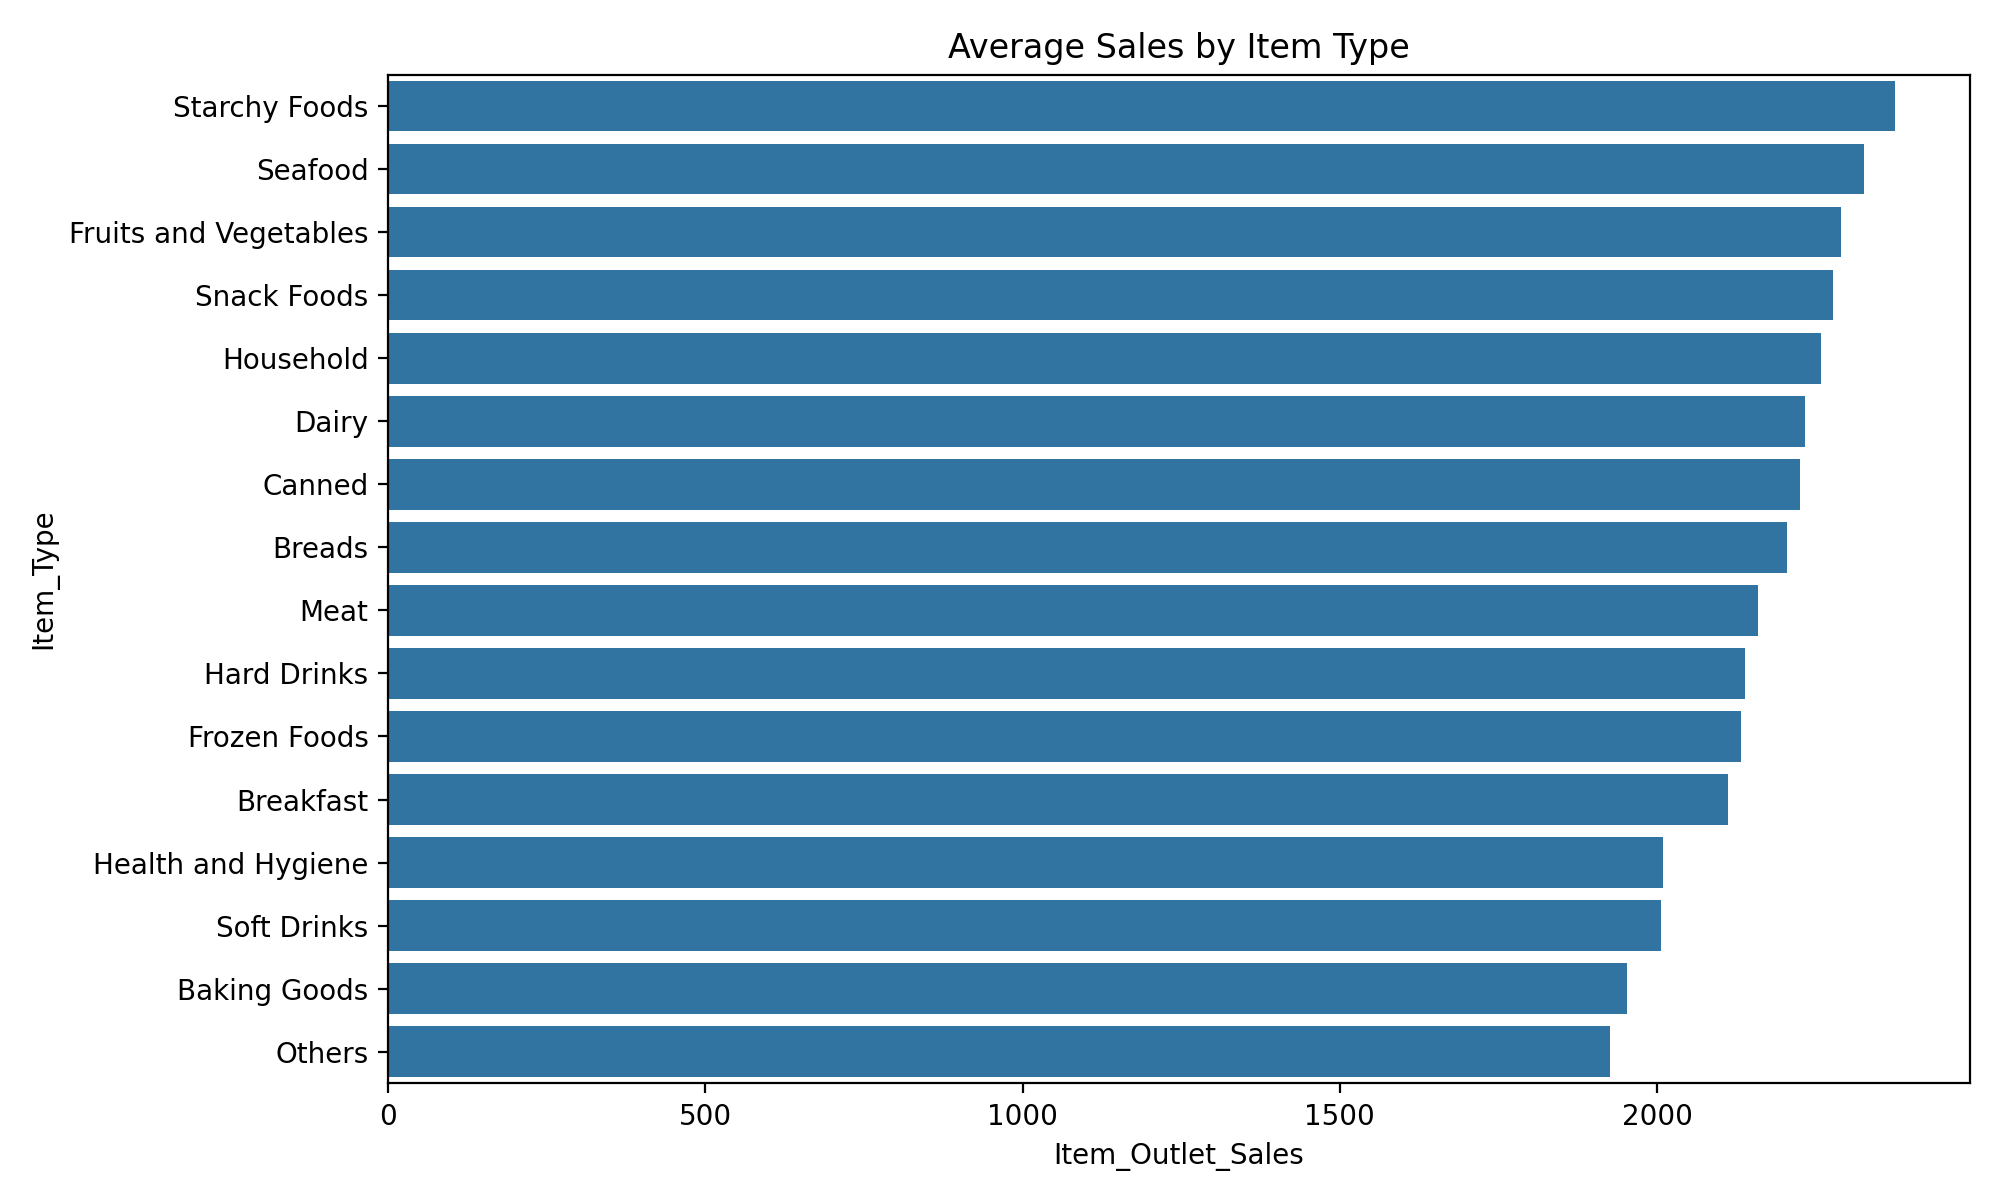 Average Sales by Item Type
Starchy Foods
Seafood
Fruits and Vegetables
Snack Foods
Household
Dairy
Canned
Breads
Meat
Hard Drinks
Frozen Foods
Breakfast
Health and Hygiene
Soft Drinks
Baking Goods
Others
Item_Type
0 500 1000 1500 2000
Item_Outlet_Sales